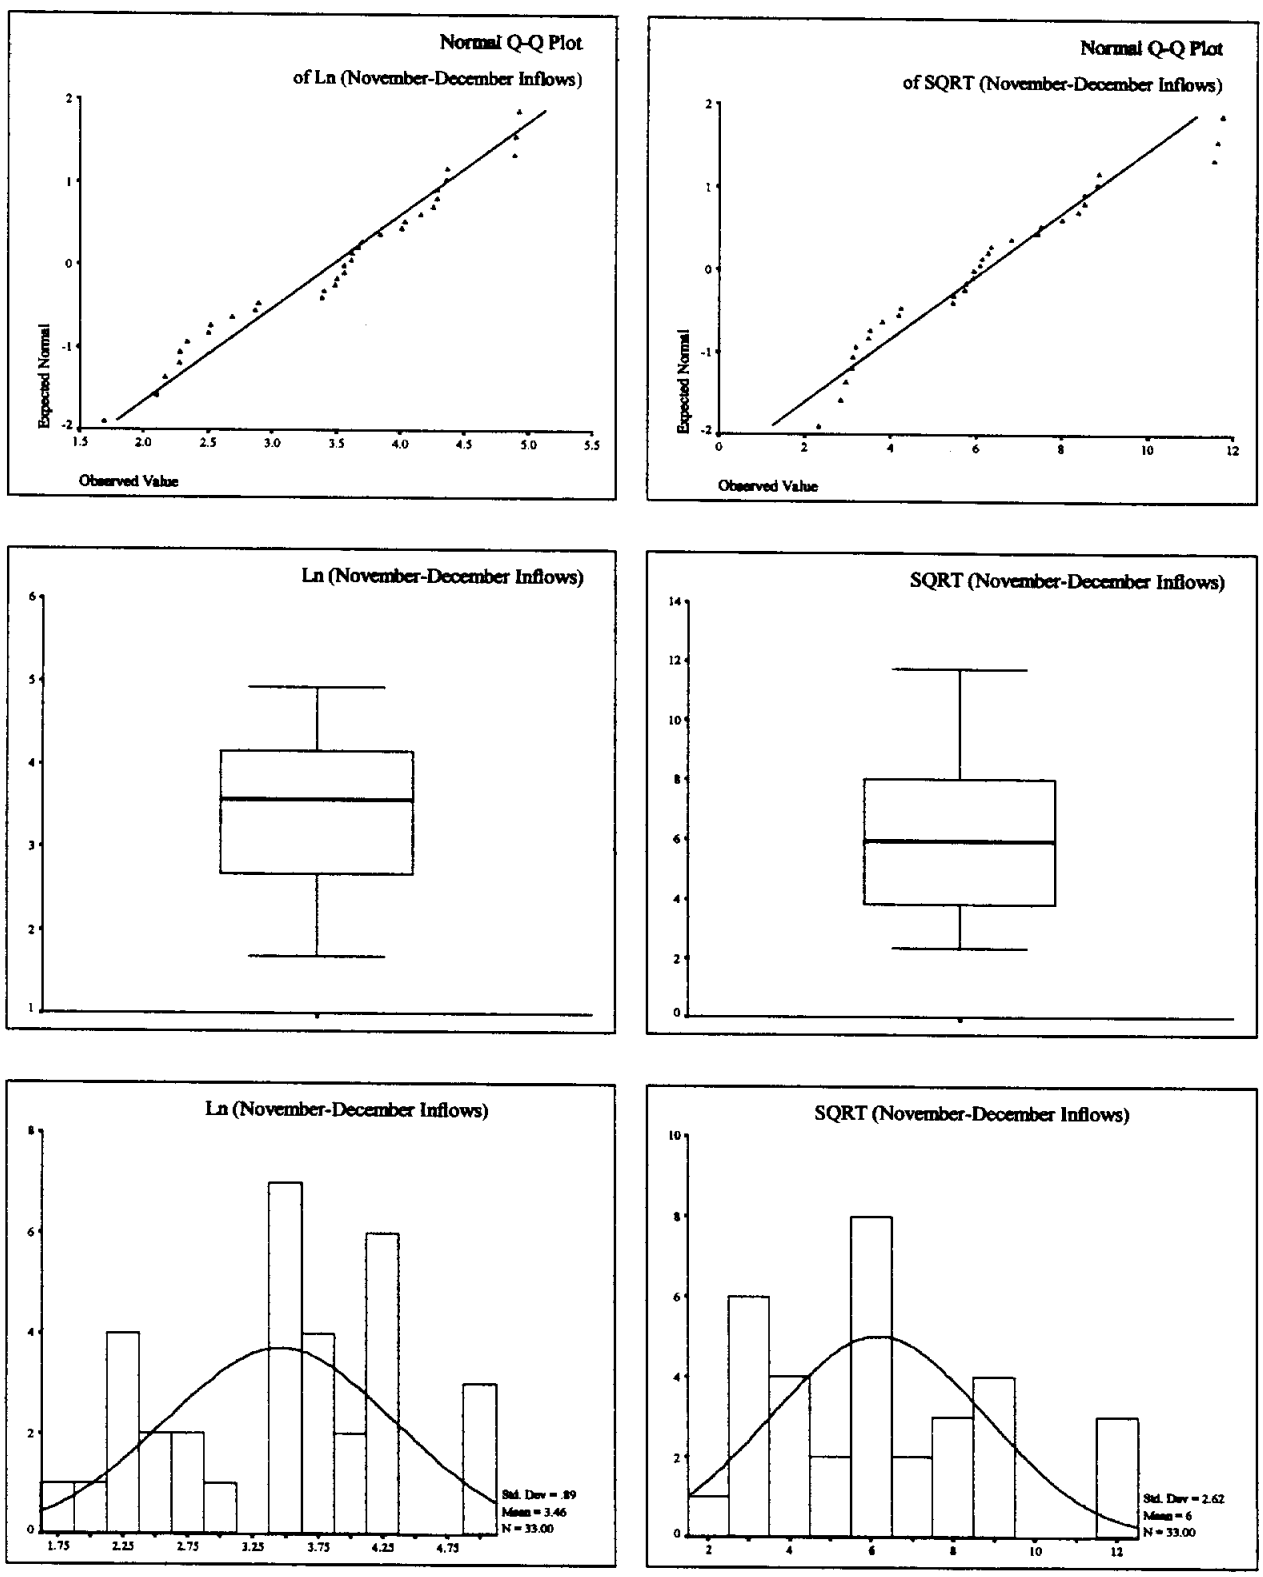 Normal Q-Q Plot
of Ln (November-December Inflows)
2
1
0
-1
-2
Expected Normal
1.5 2.0 2.5 3.0 3.5 4.0 4.5 5.0 5.5
Observed Value
Normal Q-Q Plot
of SQRT (November-December Inflows)
2
1
0
-1
-2
Expected Normal
0 2 4 6 8 10 12
Observed Value
Ln (November-December Inflows)
6
5
4
3
2
1
SQRT (November-December Inflows)
14
12
10
8
6
4
2
0
Ln (November-December Inflows)
8
6
4
2
0
1.75 2.25 2.75 3.25 3.75 4.25 4.75
Std. Dev = .89
Mean = 3.46
N = 33.00
SQRT (November-December Inflows)
10
8
6
4
2
0
2 4 6 8 10 12
Std. Dev = 2.62
Mean = 6
N = 33.00